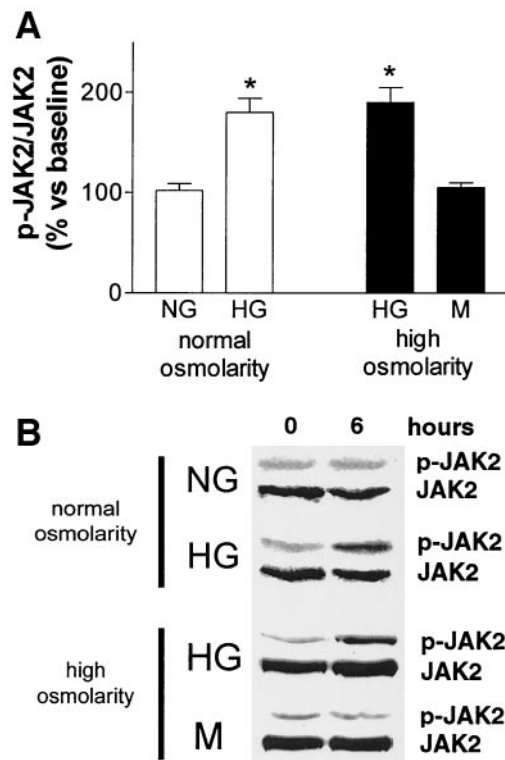 A
p-JAK2/JAK2
(% vs baseline)
200
100
0
*
*
NG HG HG M
normal osmolarity
high osmolarity
B
0 6 hours
normal osmolarity
NG
p-JAK2
JAK2
HG
p-JAK2
JAK2
high osmolarity
HG
p-JAK2
JAK2
M
p-JAK2
JAK2